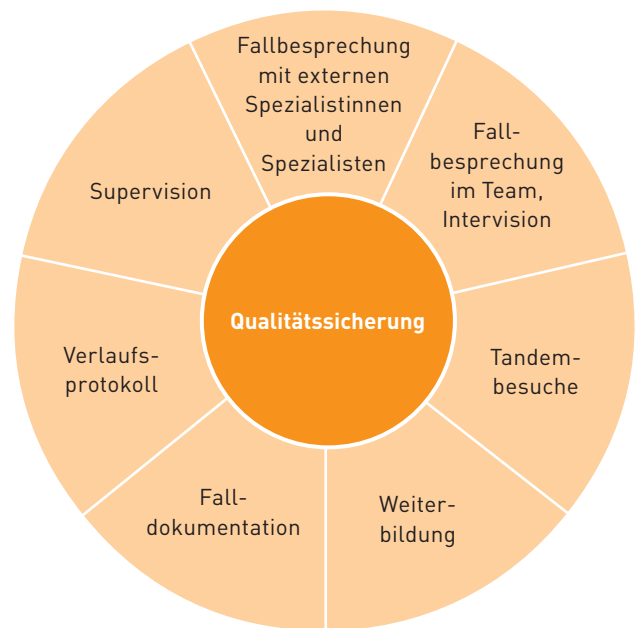 Fallbesprechung
mit externen
Spezialistinnen
und
Spezialisten
Fall-
besprechung
im Team,
Intervision
Tandem-
besuche
Weiter-
bildung
Fall-
dokumentation
Verlaufs-
protokoll
Supervision
Qualitätssicherung